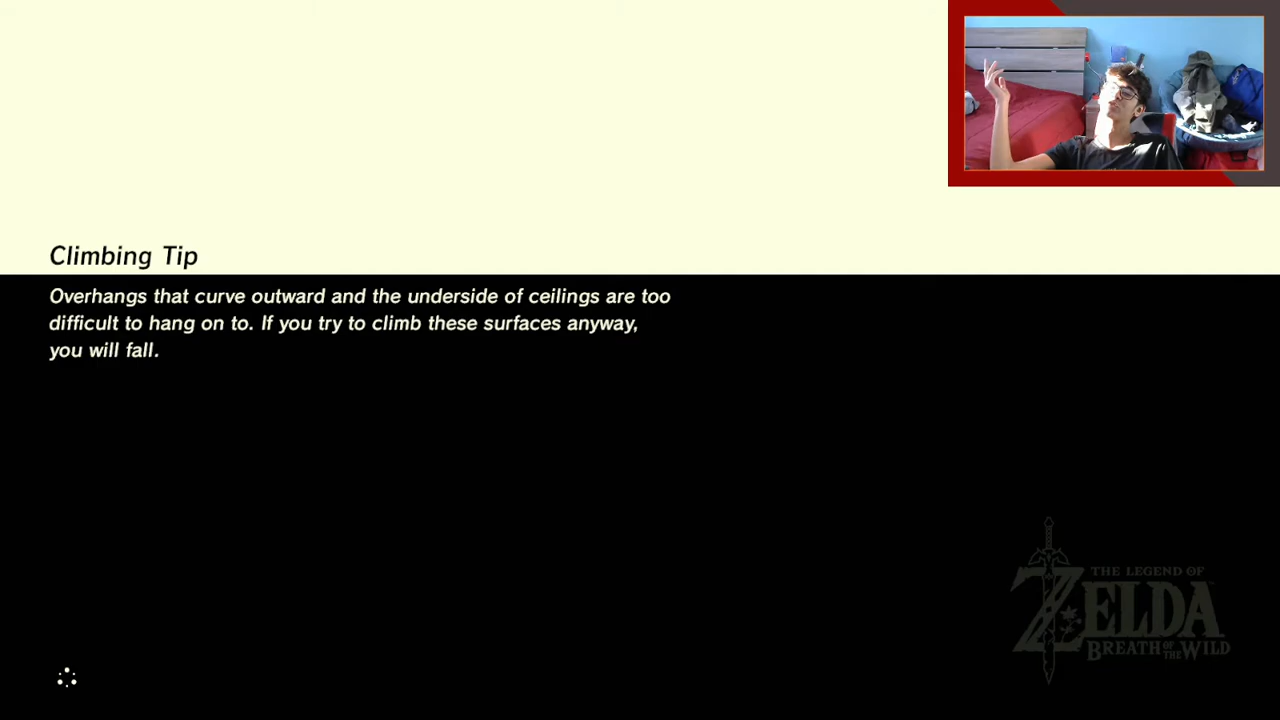 Climbing Tip
Overhangs that curve outward and the underside of ceilings are too
difficult to hang on to. If you try to climb these surfaces anyway,
you will fall.
THE LEGEND OF
ZELDA
BREATH OF THE WILD